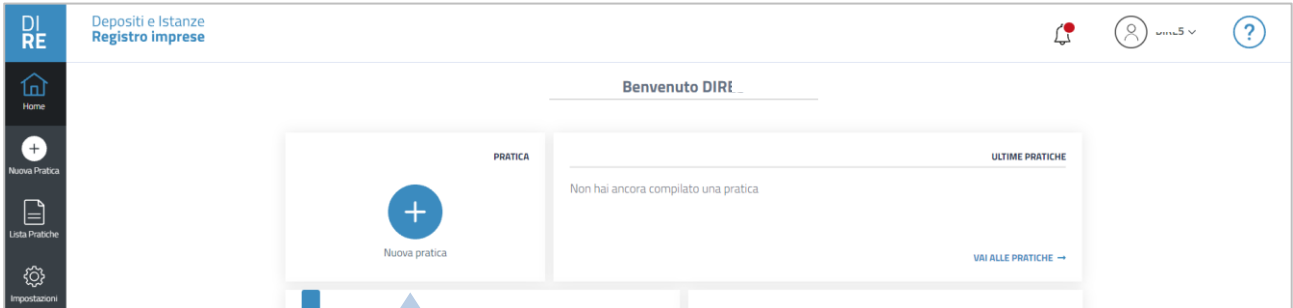 DI
RE
Depositi e Istanze
Registro imprese
?
Home
Benvenuto DIRE
Nuova Pratica
PRATICA
ULTIME PRATICHE
Non hai ancora compilato una pratica
Lista Pratiche
Nuova pratica
VAI ALLE PRATICHE →
Impostazioni